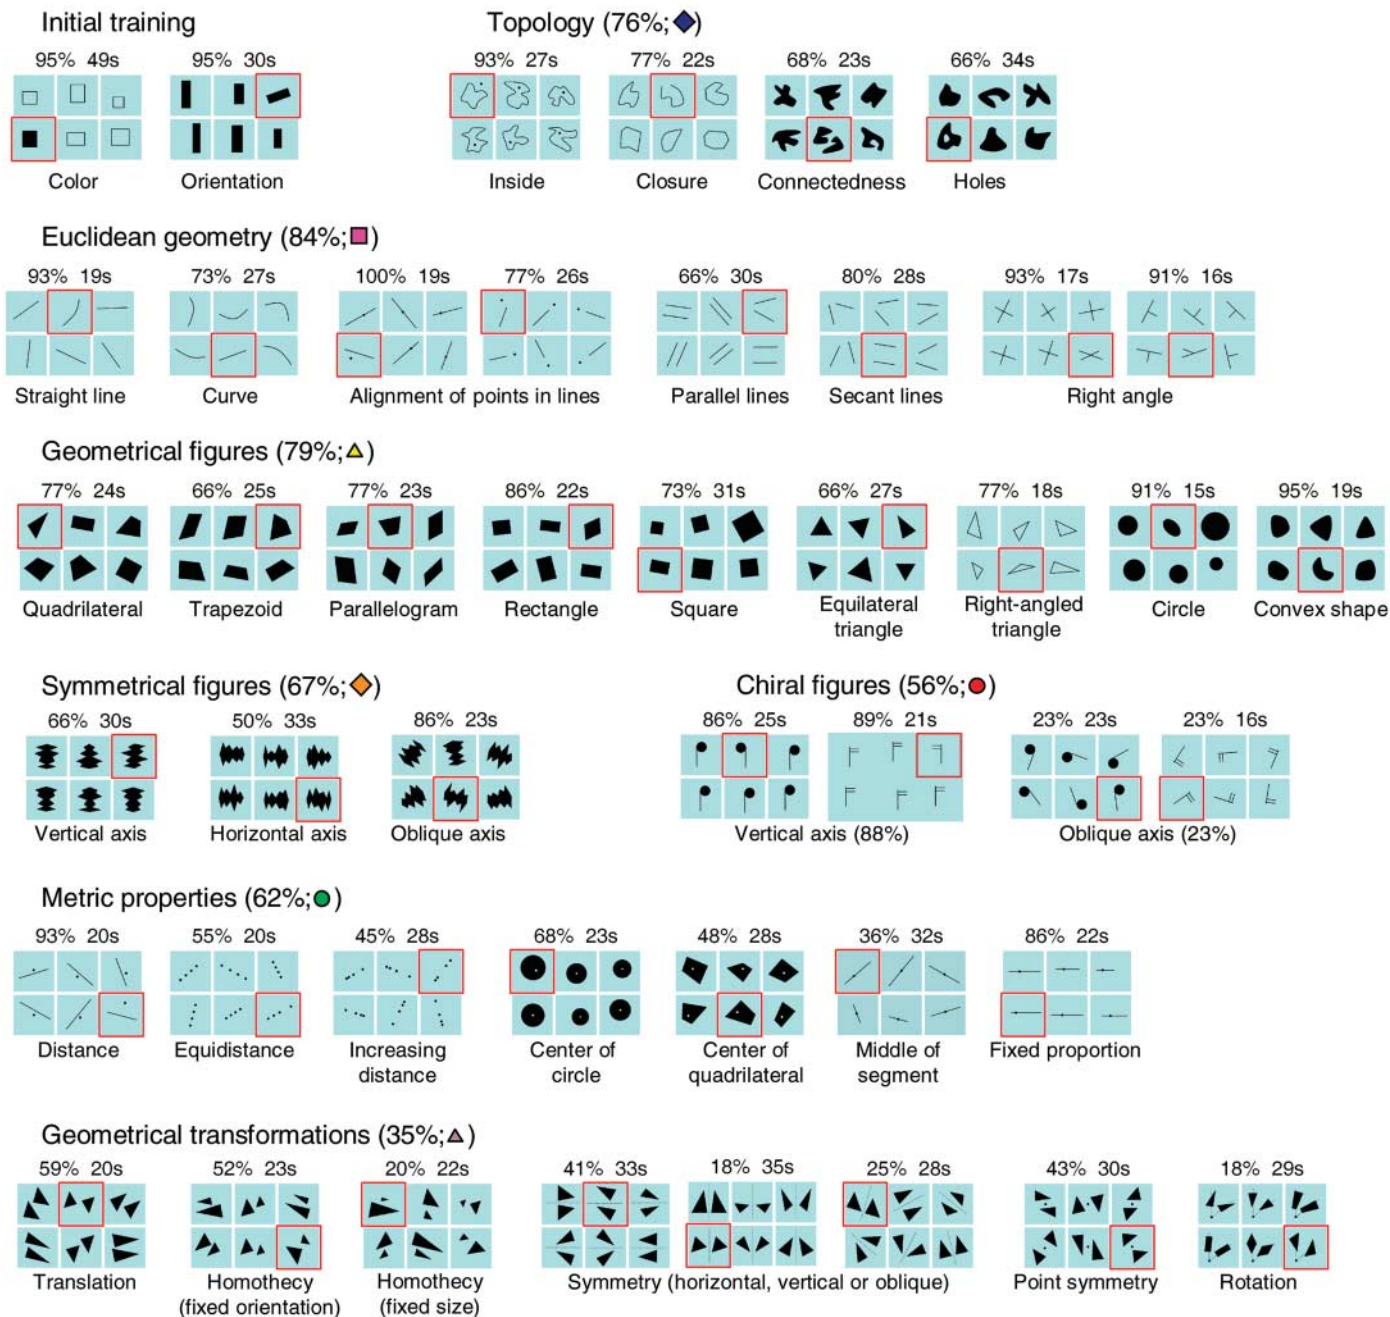 Initial training
Topology (76%; )
95% 49s
95% 30s
93% 27s
77% 22s
68% 23s
66% 34s
Color
Orientation
Inside
Closure
Connectedness
Holes
Euclidean geometry (84%; )
93% 19s
73% 27s
100% 19s
77% 26s
66% 30s
80% 28s
93% 17s
91% 16s
Straight line
Curve
Alignment of points in lines
Parallel lines
Secant lines
Right angle
Geometrical figures (79%; )
77% 24s
66% 25s
77% 23s
86% 22s
73% 31s
66% 27s
77% 18s
91% 15s
95% 19s
Quadrilateral
Trapezoid
Parallelogram
Rectangle
Square
Equilateral
triangle
Right-angled
triangle
Circle
Convex shape
Symmetrical figures (67%; )
Chiral figures (56%; )
66% 30s
50% 33s
86% 23s
86% 25s
89% 21s
23% 23s
23% 16s
Vertical axis
Horizontal axis
Oblique axis
Vertical axis (88%)
Oblique axis (23%)
Metric properties (62%; )
93% 20s
55% 20s
45% 28s
68% 23s
48% 28s
36% 32s
86% 22s
Distance
Equidistance
Increasing
distance
Center of
circle
Center of
quadrilateral
Middle of
segment
Fixed proportion
Geometrical transformations (35%; )
59% 20s
52% 23s
20% 22s
41% 33s
18% 35s
25% 28s
43% 30s
18% 29s
Translation
Homothecy
(fixed orientation)
Homothecy
(fixed size)
Symmetry (horizontal, vertical or oblique)
Point symmetry
Rotation